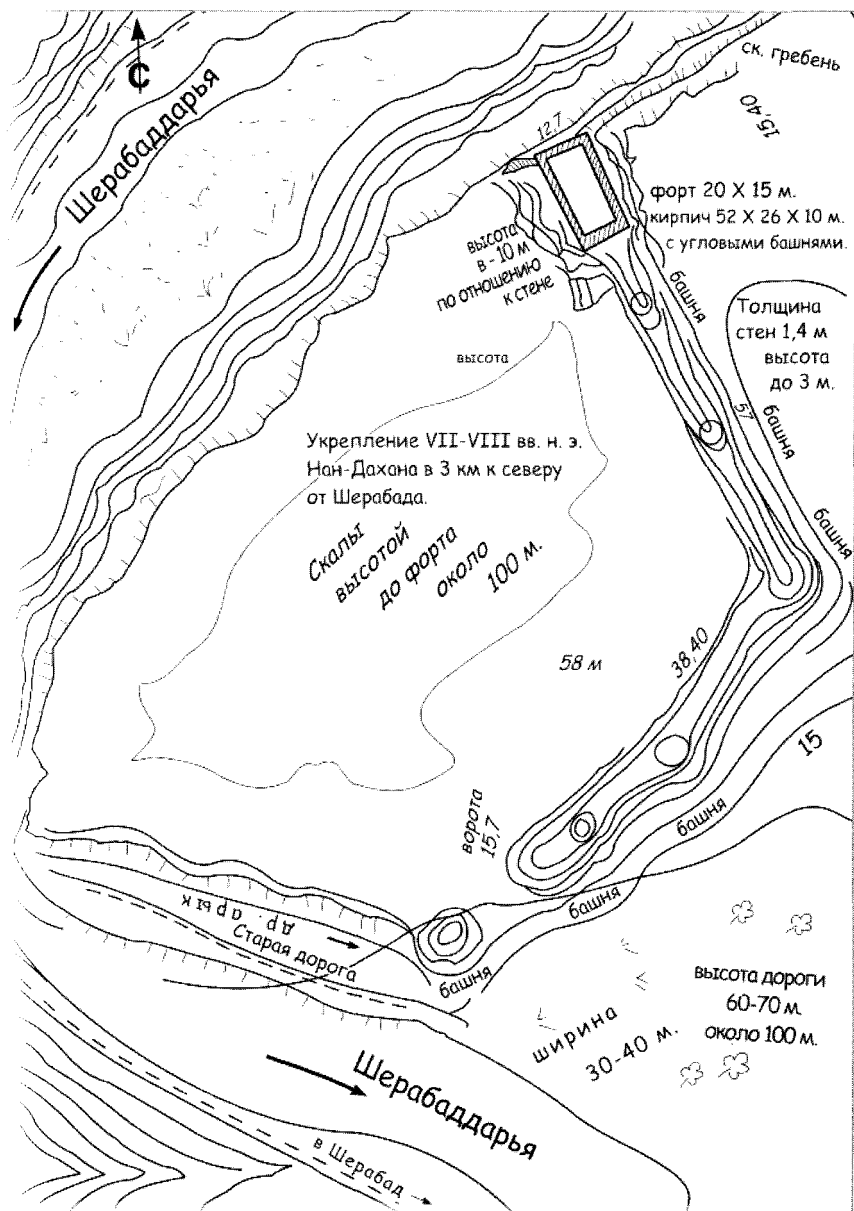 С
Шерабаддарья
ск. гребень
12,7
15,40
форт 20 X 15 м.
кирпич 52 X 26 X 10 м.
с угловыми башнями.
высота
в - 10 м
по отношению
к стене
башня
Толщина
стен 1,4 м
высота
до 3 м.
высота
57
башня
Укрепление VII-VIII вв. н. э.
Нан-Дахана в 3 км к северу
от Шерабада.
башня
Скалы
высотой
до форта
около
100 м.
58 м
38,40
15
ворота
15,7
башня
башня
др. арык
Старая дорога
башня
высота дороги
60-70 м.
около 100 м.
ширина
30-40 м.
Шерабаддарья
в Шерабад